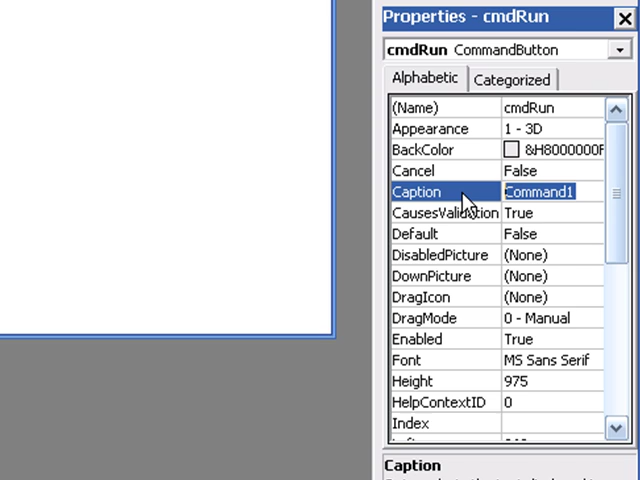 Properties - cmdRun
cmdRun CommandButton
Alphabetic Categorized
(Name) cmdRun
Appearance 1 - 3D
BackColor &H8000000F
Cancel False
Caption Command1
CausesValidation True
Default False
DisabledPicture (None)
DownPicture (None)
DragIcon (None)
DragMode 0 - Manual
Enabled True
Font MS Sans Serif
Height 975
HelpContextID 0
Index
Caption